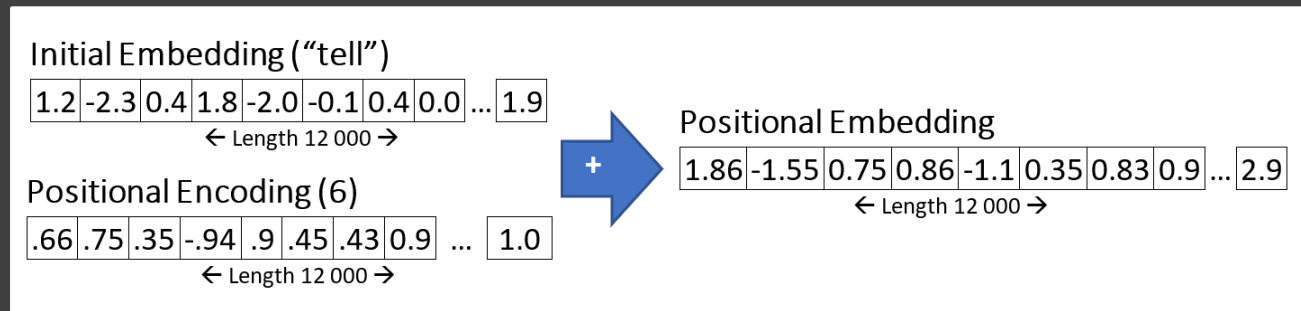 Initial Embedding (“tell”)
1.2 -2.3 0.4 1.8 -2.0 -0.1 0.4 0.0 ... 1.9
← Length 12 000 →
Positional Encoding (6)
.66 .75 .35 -.94 .9 .45 .43 0.9 ... 1.0
← Length 12 000 →
+
Positional Embedding
1.86 -1.55 0.75 0.86 -1.1 0.35 0.83 0.9 ... 2.9
← Length 12 000 →